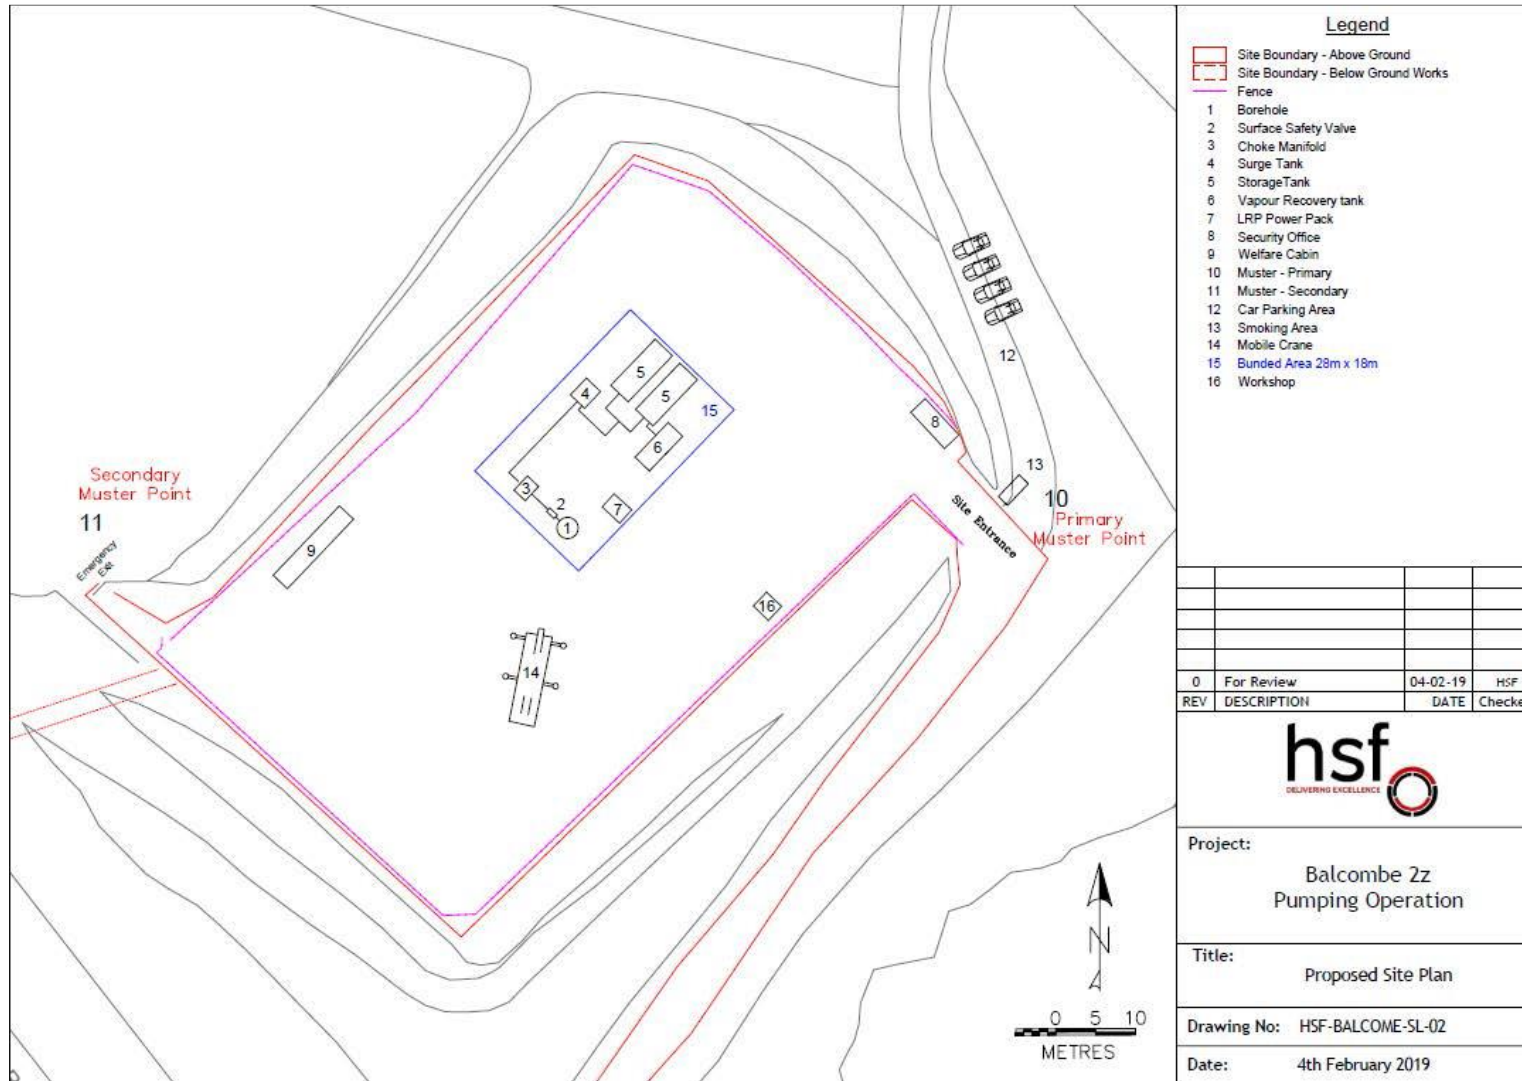 Legend
Site Boundary - Above Ground
Site Boundary - Below Ground Works
Fence
1 Borehole
2 Surface Safety Valve
3 Choke Manifold
4 Surge Tank
5 StorageTank
6 Vapour Recovery tank
7 LRP Power Pack
8 Security Office
9 Welfare Cabin
10 Muster - Primary
11 Muster - Secondary
12 Car Parking Area
13 Smoking Area
14 Mobile Crane
15 Bunded Area 28m x 18m
16 Workshop
12
5
4
5
15
8
6
13
Secondary
Muster Point
11
3
2
7
1
10
Primary
Muster Point
Site Entrance
9
Emergency
Exit
16
14
0 For Review 04-02-19 HSF
REV DESCRIPTION DATE Checke
hsf
DELIVERING EXCELLENCE
Project:
Balcombe 2z
Pumping Operation
N
Title:
Proposed Site Plan
0 5 10
METRES
Drawing No: HSF-BALCOME-SL-02
Date: 4th February 2019